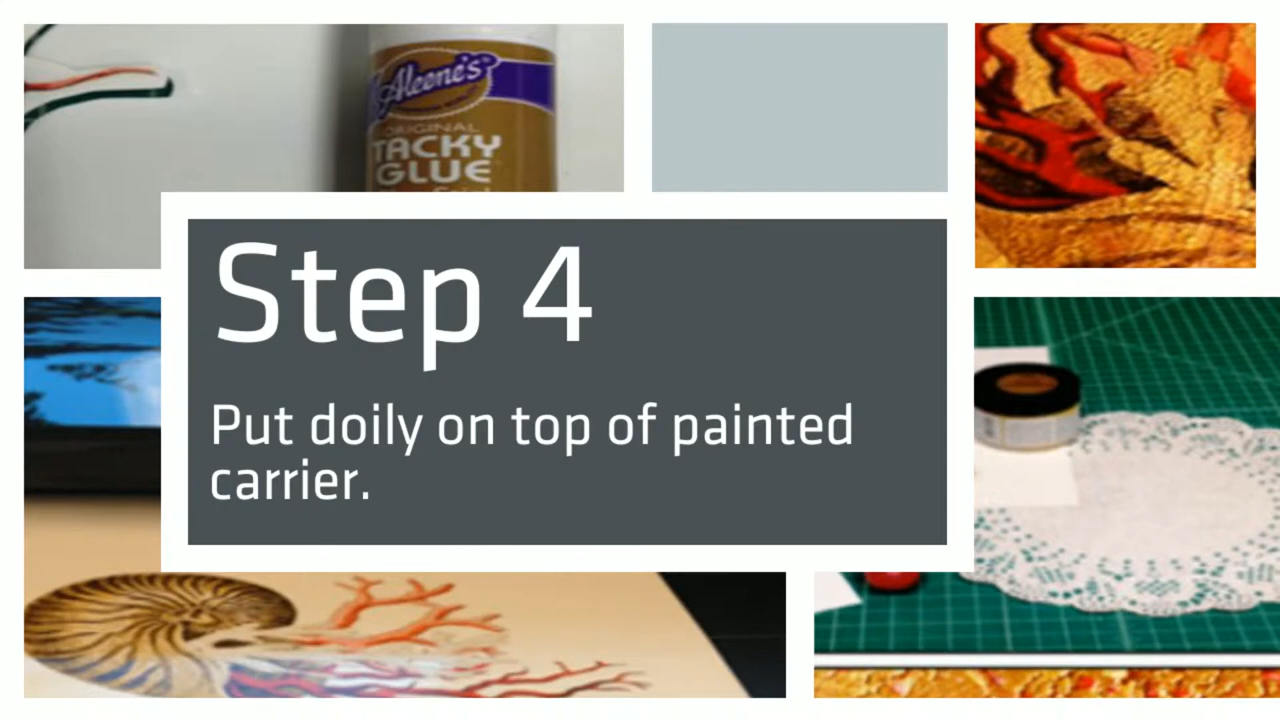 Aleene's
ORIGINAL
TACKY
GLUE
Step 4
Put doily on top of painted
carrier.